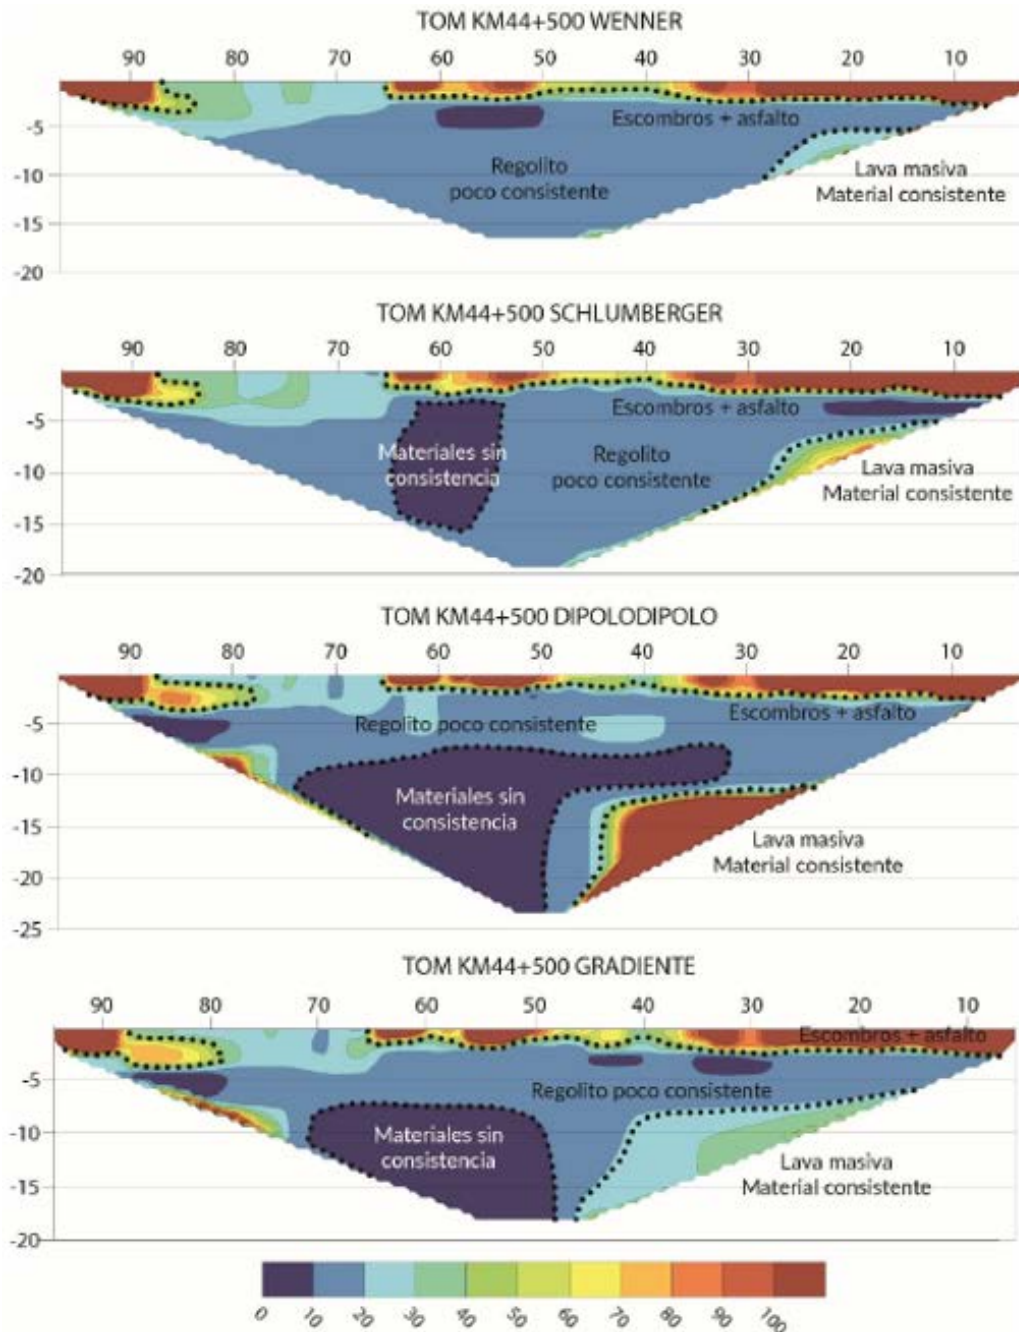 TOM KM44+500 WENNER
90 80 70 60 50 40 30 20 10
-5
Escombros + asfalto
Regolito
poco consistente
Lava masiva
Material consistente
-10
-15
-20
TOM KM44+500 SCHLUMBERGER
90 80 70 60 50 40 30 20 10
Escombros + asfalto
-5
Materiales sin
consistencia
Regolito
poco consistente
Lava masiva
Material consistente
-10
-15
-20
TOM KM44+500 DIPOLODIPOLO
90 80 70 60 50 40 30 20 10
Escombros + asfalto
-5
Regolito poco consistente
-10
Materiales sin
consistencia
-15
Lava masiva
Material consistente
-20
-25
TOM KM44+500 GRADIENTE
90 80 70 60 50 40 30 20 10
Escombros + asfalto
-5
Regolito poco consistente
-10
Materiales sin
consistencia
Lava masiva
Material consistente
-15
-20
0 10 20 30 40 50 60 70 80 90 100